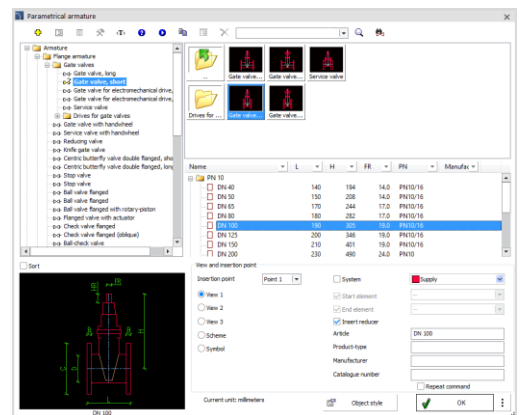 Parametrical armature
Armature
Flange armature
Gate valves
Gate valve, long
Gate valve, short
Gate valve for electromechanical drive,
Gate valve for electromechanical drive,
Service valve
Drives for gate valves
Gate valve with handwheel
Service valve with handwheel
Reducing valve
Knife gate valve
Centric butterfly valve double flanged, sho
Centric butterfly valve double flanged, long
Stop valve
Stop valve
Ball valve flanged
Ball valve flanged
Ball valve flanged with rotary-piston
Flanged valve with actuator
Check valve flanged
Check valve flanged (oblique)
Ball-check valve
...
Gate valve...
Gate valve...
Service valve
Drives for ...
Gate valve...
Gate valve...
Name L H FR PN Manufac
PN 10
DN 40 140 184 14.0 PN10/16
DN 50 150 208 14.0 PN10/16
DN 65 170 244 17.0 PN10/16
DN 80 180 282 17.0 PN10/16
DN 100 190 305 19.0 PN10/16
DN 125 200 346 19.0 PN10/16
DN 150 210 401 19.0 PN10/16
DN 200 230 490 24.0 PN10
Sort
H
L
DN 100
View and insertion point
Insertion point Point 1
View 1
View 2
View 3
Scheme
Symbol
System Supply
Start element --
End element --
Insert reducer
Article DN 100
Product-type
Manufacturer
Catalogue number
Repeat command
Current unit: millimeters
Object style
OK